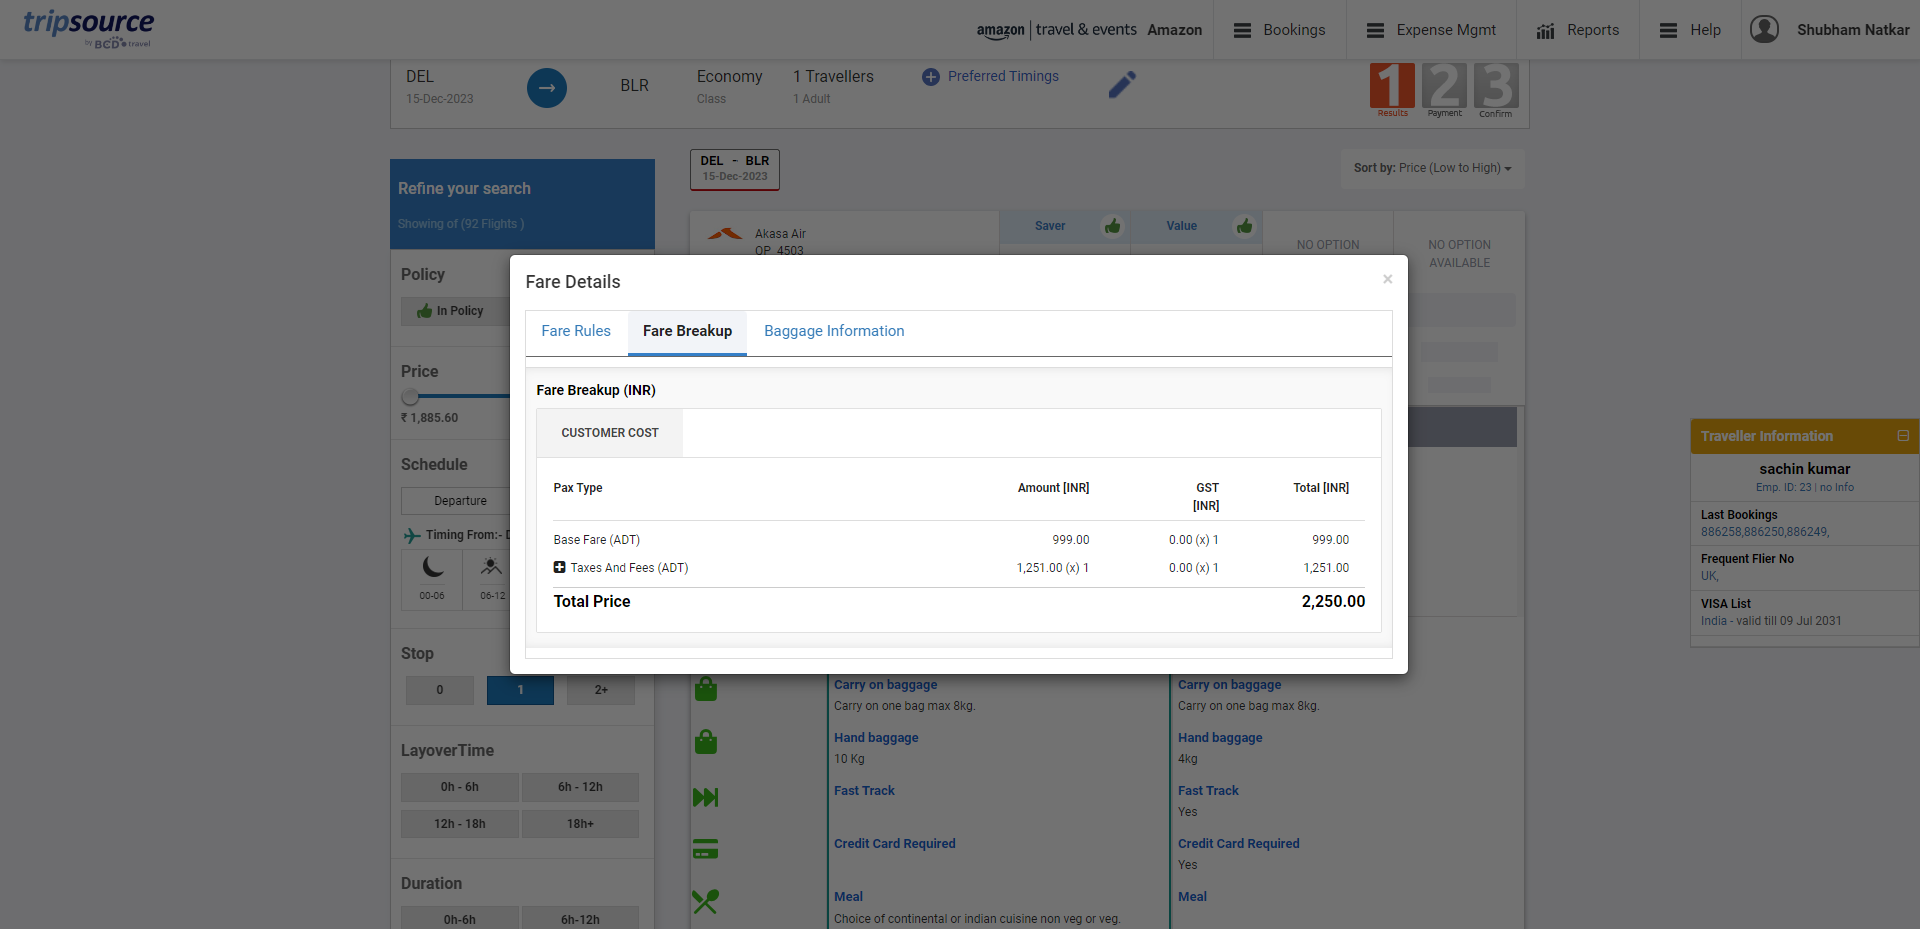 tripsource
by BCD travel
amazon | travel & events Amazon
Bookings
Expense Mgmt
Reports
Help
Shubham Natkar
DEL
15-Dec-2023
BLR
Economy
Class
1 Travellers
1 Adult
Preferred Timings
1 2 3
Results Payment Confirm
Refine your search
Showing of (92 Flights )
DEL - BLR
15-Dec-2023
Sort by: Price (Low to High)
Akasa Air
QP 4503
Saver
Value
NO OPTION
NO OPTION
AVAILABLE
Policy
In Policy
Price
₹ 1,885.60
Schedule
Departure
Timing From:- D
00-06
06-12
Stop
0 1 2+
LayoverTime
0h - 6h 6h - 12h
12h - 18h 18h+
Duration
0h-6h 6h-12h
Fare Details
×
Fare Rules Fare Breakup Baggage Information
Fare Breakup (INR)
CUSTOMER COST
Pax Type Amount [INR] GST
[INR] Total [INR]
Base Fare (ADT) 999.00 0.00 (x) 1 999.00
Taxes And Fees (ADT) 1,251.00 (x) 1 0.00 (x) 1 1,251.00
Total Price 2,250.00
Carry on baggage
Carry on one bag max 8kg.
Carry on baggage
Carry on one bag max 8kg.
Hand baggage
10 Kg
Hand baggage
4kg
Fast Track
Fast Track
Yes
Credit Card Required
Credit Card Required
Yes
Meal
Choice of continental or indian cuisine non veg or veg.
Meal
Traveller Information
sachin kumar
Emp. ID: 23 | no Info
Last Bookings
886258,886250,886249,
Frequent Flier No
UK,
VISA List
India - valid till 09 Jul 2031